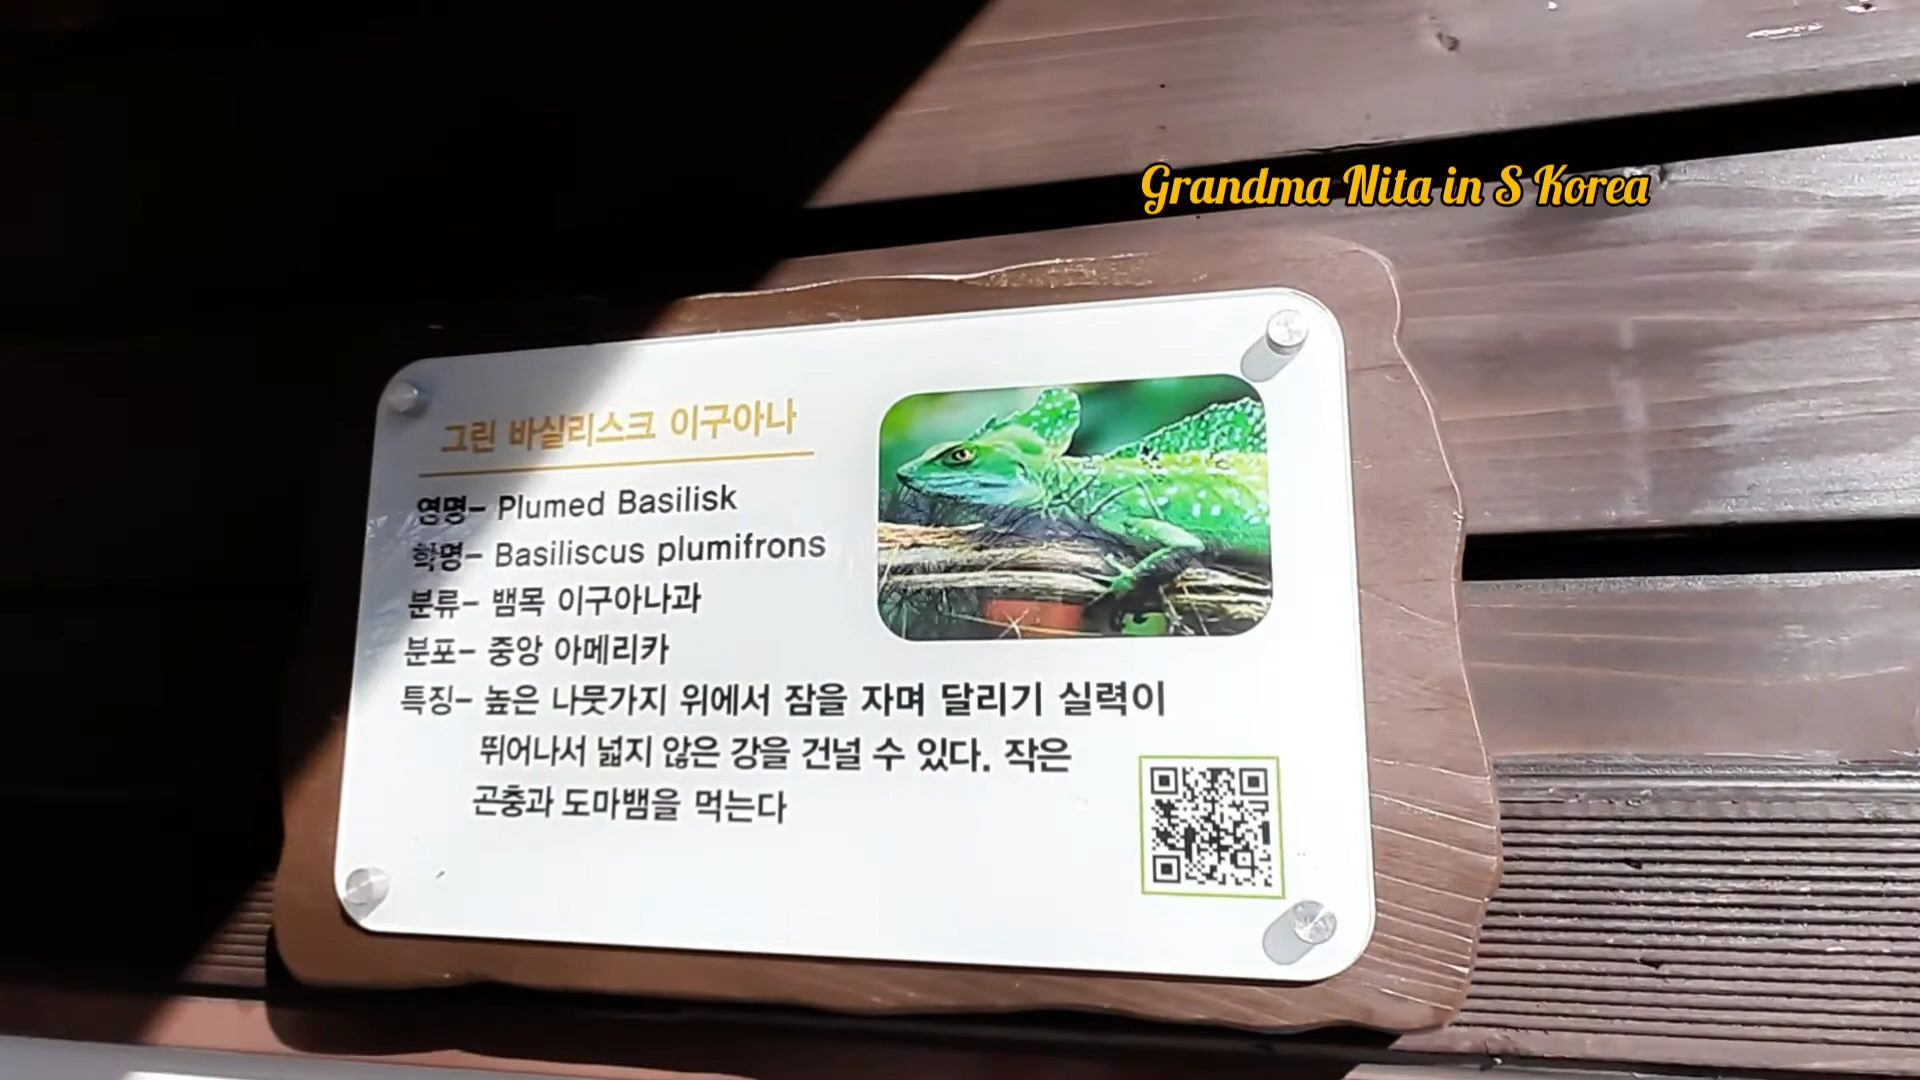 Grandma Nita in S Korea
그린 바실리스크 이구아나
영명- Plumed Basilisk
학명- Basiliscus plumifrons
분류- 뱀목 이구아나과
분포- 중앙 아메리카
특징- 높은 나뭇가지 위에서 잠을 자며 달리기 실력이
뛰어나서 넓지 않은 강을 건널 수 있다. 작은
곤충과 도마뱀을 먹는다